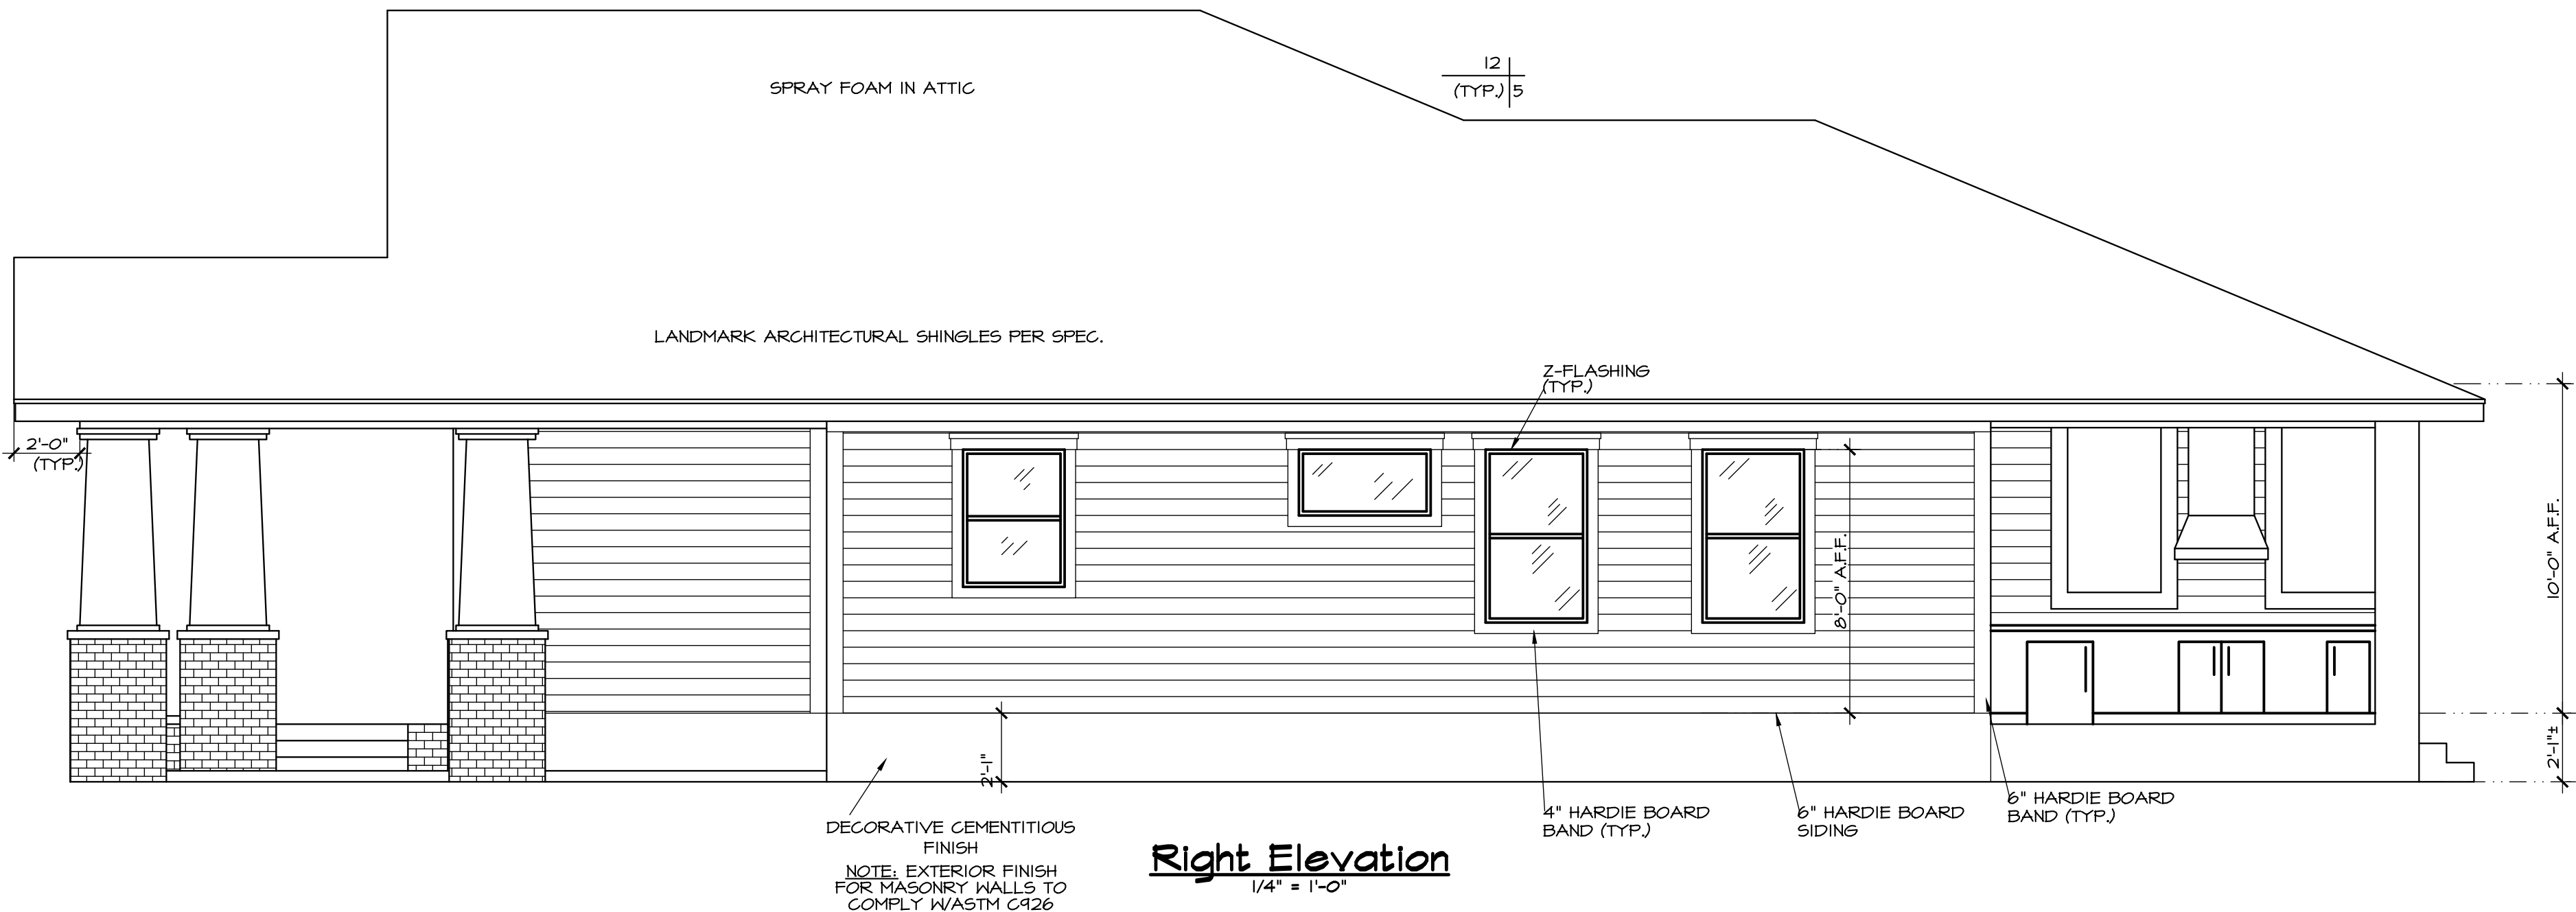 12
(TYP.) 5
SPRAY FOAM IN ATTIC
LANDMARK ARCHITECTURAL SHINGLES PER SPEC.
Z-FLASHING
(TYP.)
2'-0"
(TYP.)
8'-0" A.F.F.
10'-0" A.F.F.
2'-1"
2'-1"±
4" HARDIE BOARD
BAND (TYP.)
6" HARDIE BOARD
SIDING
6" HARDIE BOARD
BAND (TYP.)
DECORATIVE CEMENTITIOUS
FINISH
NOTE: EXTERIOR FINISH
FOR MASONRY WALLS TO
COMPLY W/ASTM C926
Right Elevation
1/4" = 1'-0"